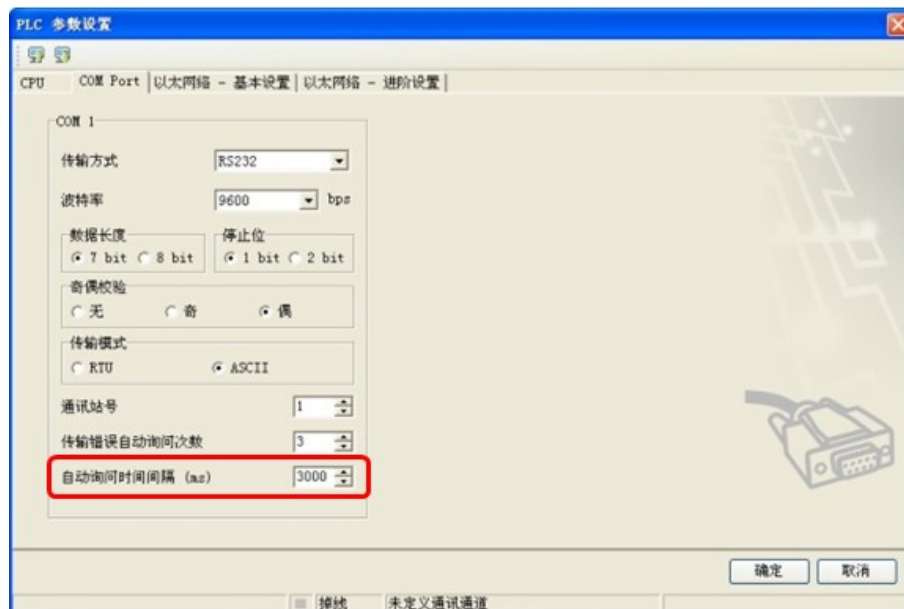 PLC 参数设置
CPU COM Port 以太网络 - 基本设置 以太网络 - 进阶设置
COM 1
传输方式 RS232
波特率 9600 bps
数据长度 停止位
7 bit 8 bit 1 bit 2 bit
奇偶校验
无 奇 偶
传输模式
RTU ASCII
通讯站号 1
传输错误自动询问次数 3
自动询问时间间隔 (ms) 3000
确定 取消
掉线 未定义通讯通道